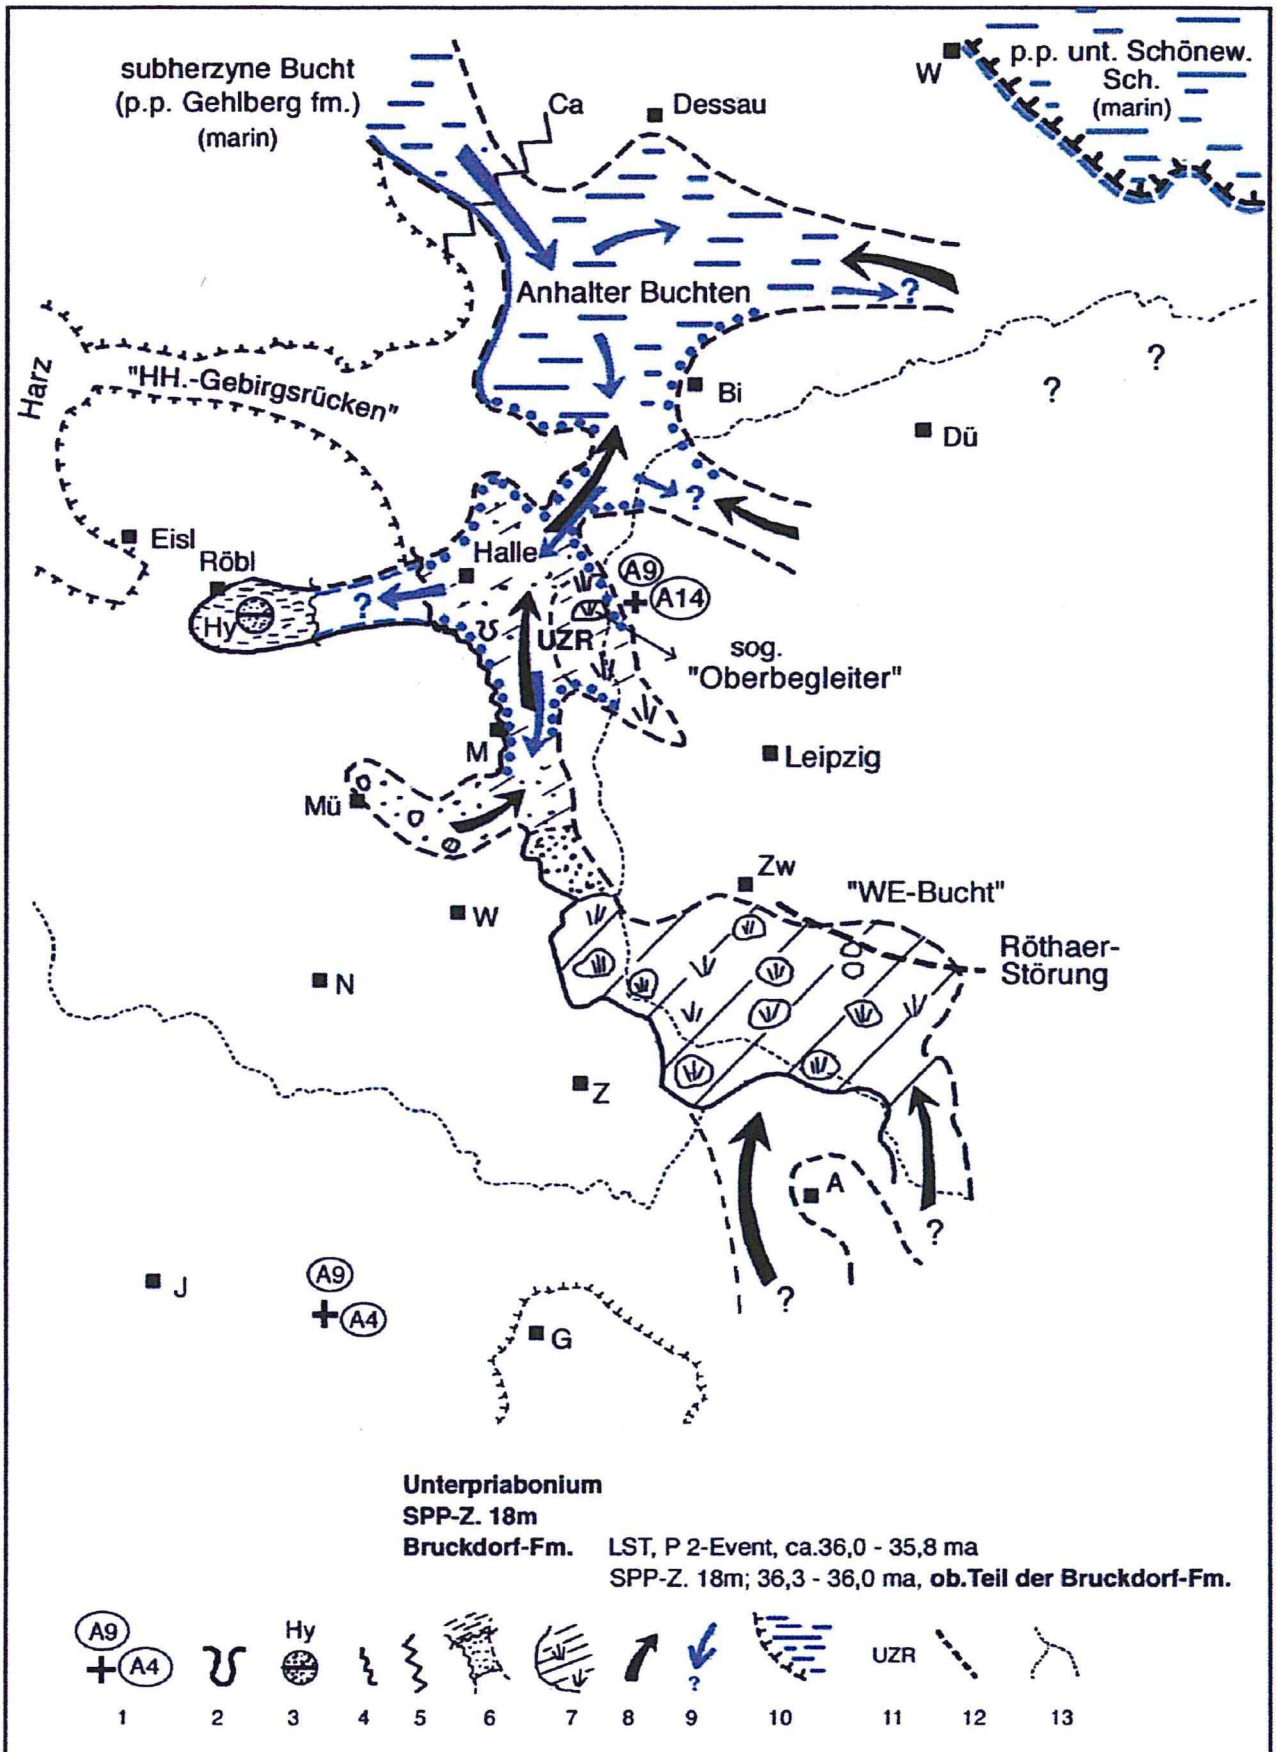 subherzyne Bucht
(p.p. Gehlberg fm.)
(marin)
Ca
Dessau
W
p.p. unt. Schönew.
Sch.
(marin)
Anhalter Buchten
?
?
?
Harz
"HH.-Gebirgsrücken"
Bi
Dü
?
Eisl
Röbl
Halle
A9
A14
Hy
?
UZR
sog.
"Oberbegleiter"
M
Leipzig
Mü
Zw
"WE-Bucht"
W
Röthaer-
Störung
N
Z
A
?
J
A9
A4
?
G
Unterpriabonium
SPP-Z. 18m
Bruckdorf-Fm. LST, P 2-Event, ca.36,0 - 35,8 ma
SPP-Z. 18m; 36,3 - 36,0 ma, ob.Teil der Bruckdorf-Fm.
A9
A4
Hy
?
UZR
1 2 3 4 5 6 7 8 9 10 11 12 13